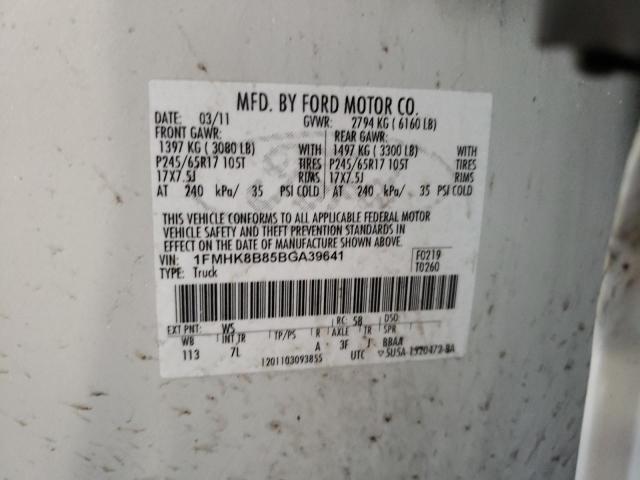 MFD. BY FORD MOTOR CO.
DATE: 03/11 GVWR: 2794 KG ( 6160 LB)
FRONT GAWR: REAR GAWR:
1397 KG ( 3080 LB) WITH 1497 KG ( 3300 LB) WITH
P245/65R17 105T TIRES P245/65R17 105T TIRES
17X7.5J RIMS 17X7.5J RIMS
AT 240 kPa/ 35 PSI COLD AT 240 kPa/ 35 PSI COLD
THIS VEHICLE CONFORMS TO ALL APPLICABLE FEDERAL MOTOR
VEHICLE SAFETY AND THEFT PREVENTION STANDARDS IN
EFFECT ON THE DATE OF MANUFACTURE SHOWN ABOVE.
VIN: 1FMHK8B85BGA39641 F0219
TYPE: Truck T0260
EXT PNT: WS RC: 58 DSO:
WB INT TR TP/PS R AXLE TR SPR
113 7L A 3F J BBAA
1201103093855 UTC